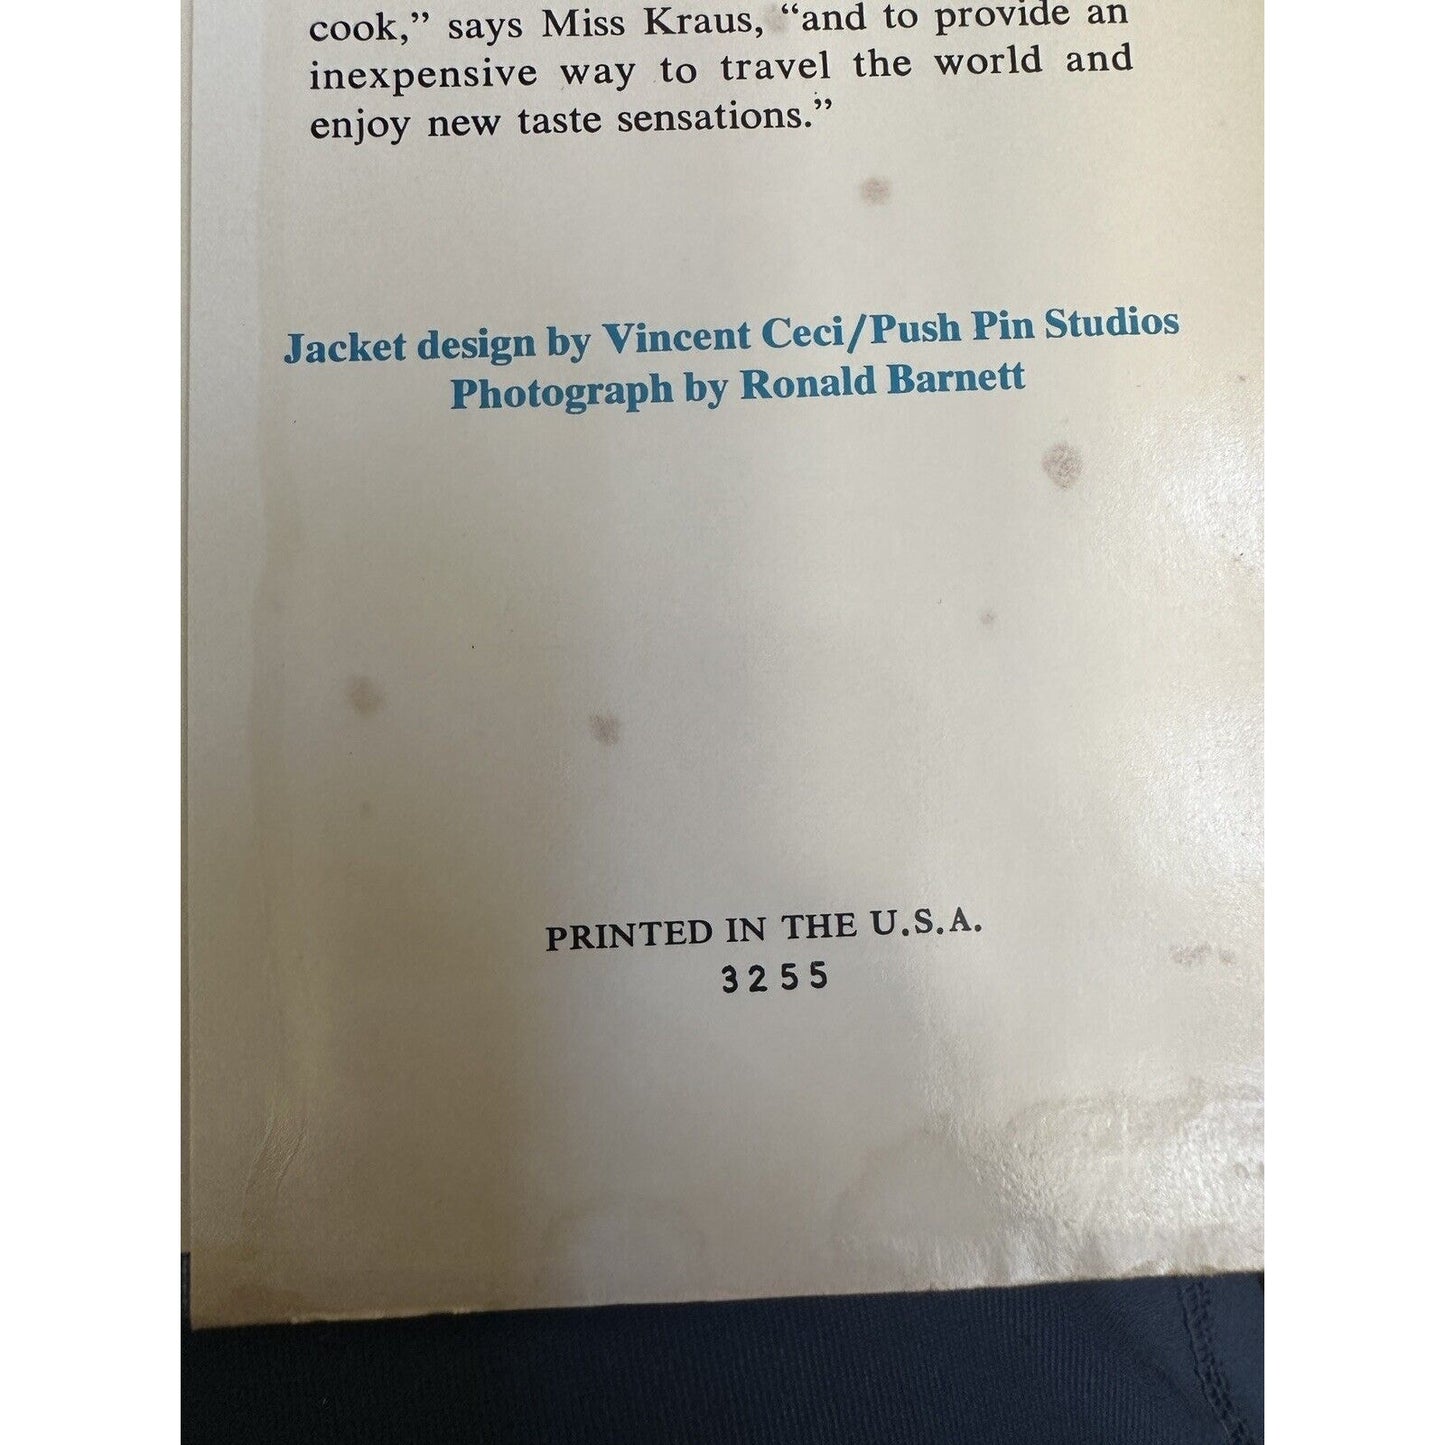 cook,” says Miss Kraus, “and to provide an
inexpensive way to travel the world and
enjoy new taste sensations.”
Jacket design by Vincent Ceci/Push Pin Studios
Photograph by Ronald Barnett
PRINTED IN THE U.S.A.
3255